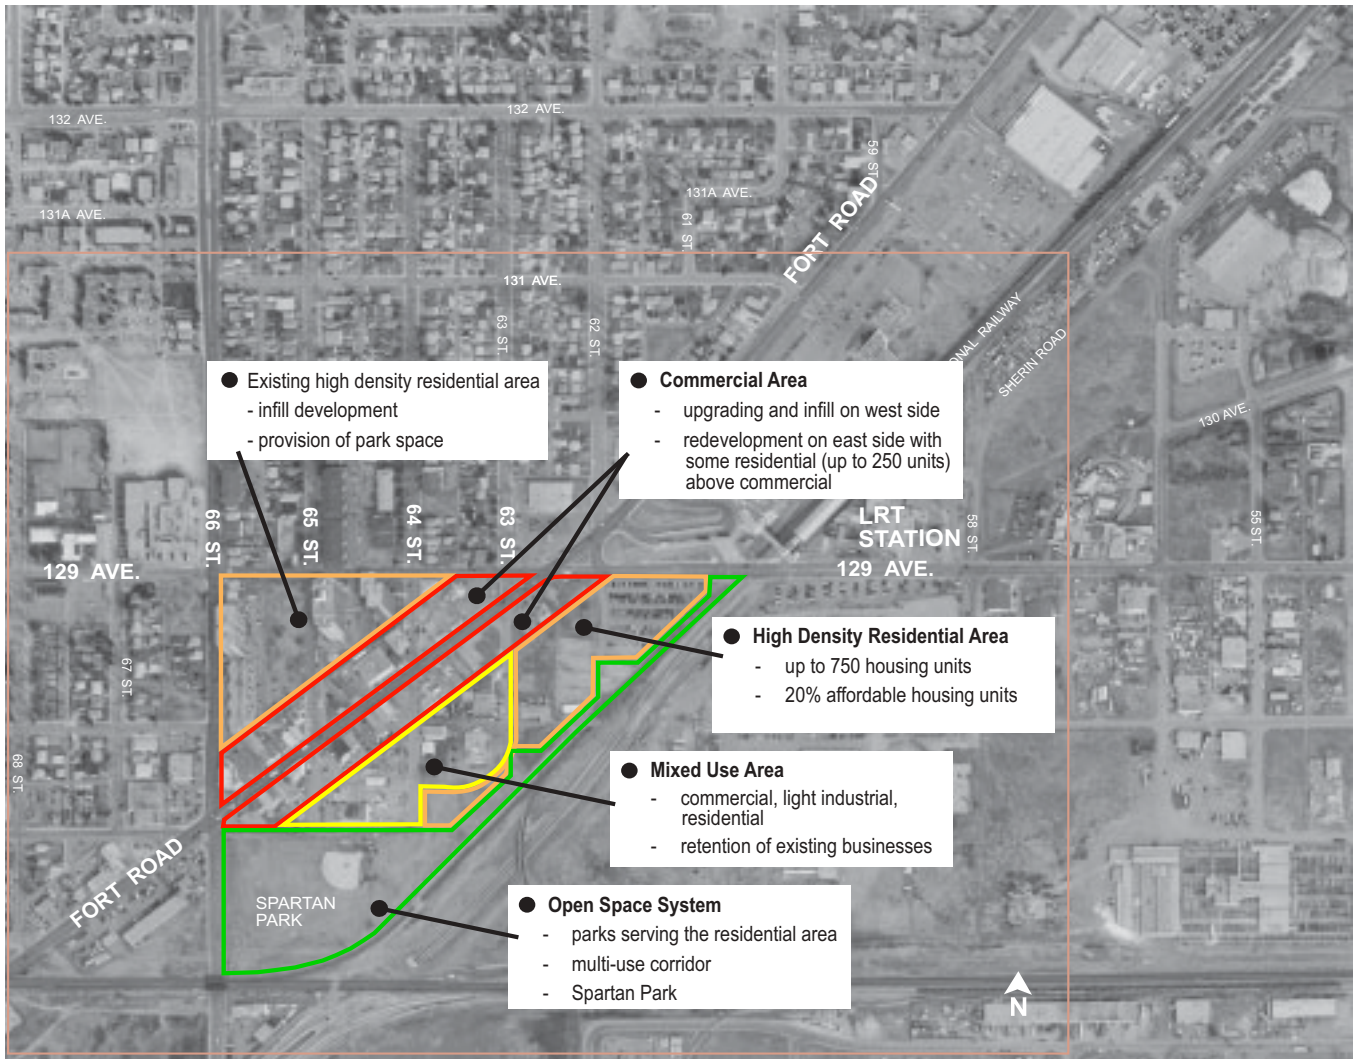 132 AVE.
132 AVE.
59 ST.
131A AVE.
131A AVE.
61 ST.
FORT ROAD
131 AVE.
63 ST.
62 ST.
ONAL RAILWAY
SHERIN ROAD
130 AVE.
● Existing high density residential area
- infill development
- provision of park space
● Commercial Area
- upgrading and infill on west side
- redevelopment on east side with
some residential (up to 250 units)
above commercial
66 ST.
65 ST.
64 ST.
63 ST.
LRT
STATION
58 ST.
55 ST.
129 AVE.
129 AVE.
● High Density Residential Area
- up to 750 housing units
- 20% affordable housing units
67 ST.
68 ST.
● Mixed Use Area
- commercial, light industrial,
residential
- retention of existing businesses
FORT ROAD
SPARTAN
PARK
● Open Space System
- parks serving the residential area
- multi-use corridor
- Spartan Park
N